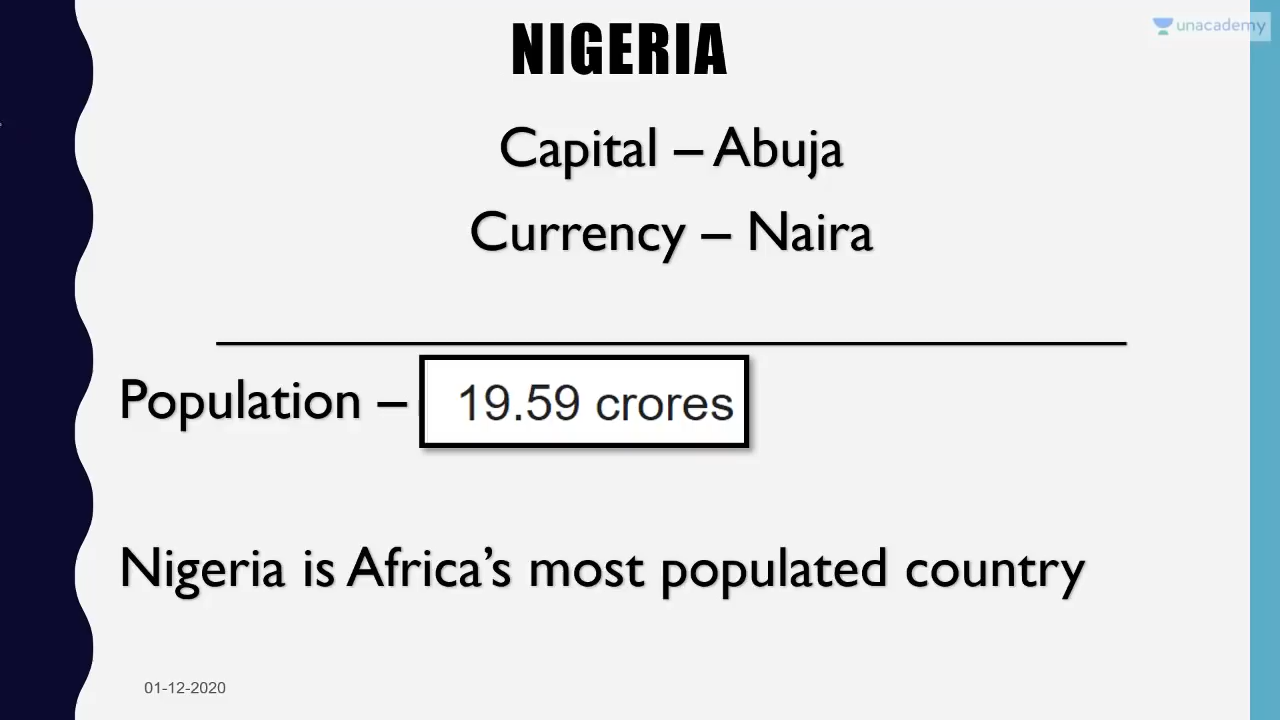 NIGERIA
unacademy
Capital – Abuja
Currency – Naira
Population – 19.59 crores
Nigeria is Africa’s most populated country
01-12-2020